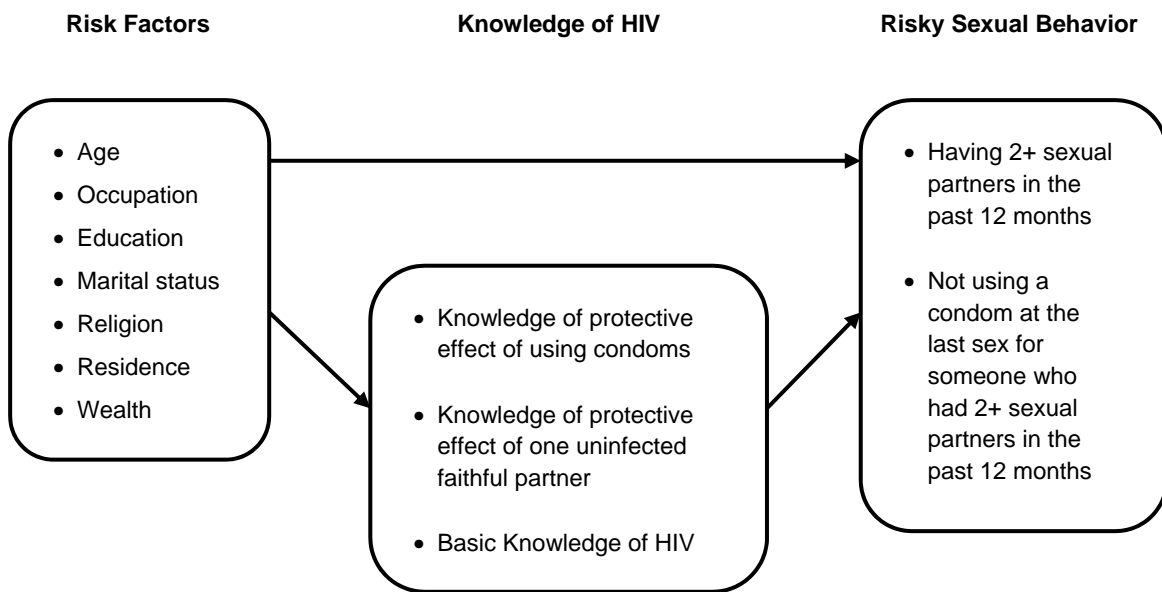 Risk Factors
Knowledge of HIV
Risky Sexual Behavior
• Age
• Occupation
• Education
• Marital status
• Religion
• Residence
• Wealth
• Knowledge of protective
effect of using condoms
• Knowledge of protective
effect of one uninfected
faithful partner
• Basic Knowledge of HIV
• Having 2+ sexual
partners in the
past 12 months
• Not using a
condom at the
last sex for
someone who
had 2+ sexual
partners in the
past 12 months